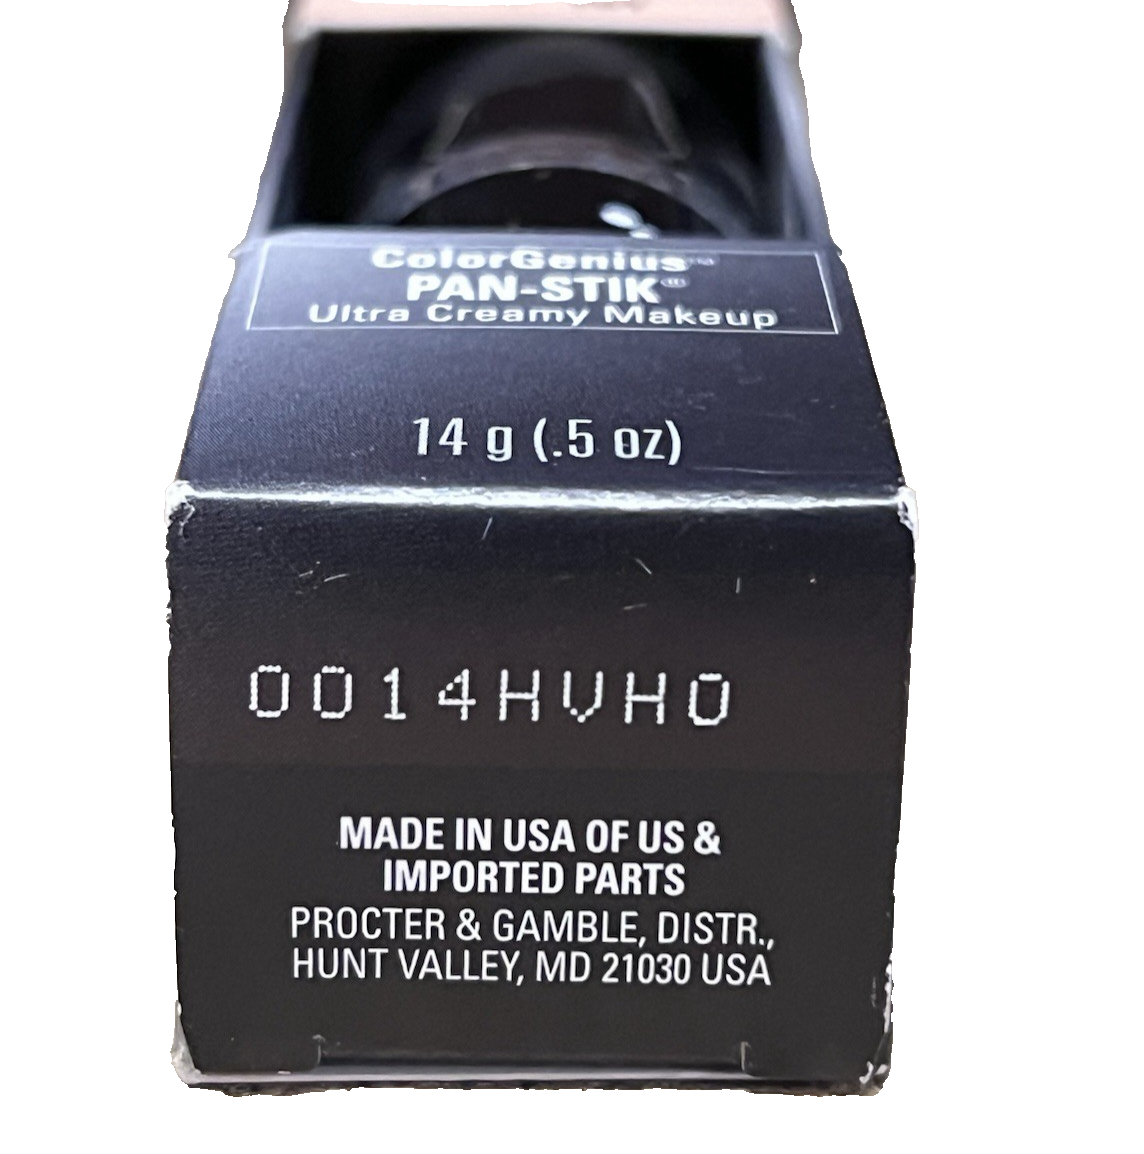 ColorGenius™
PAN-STIK®
Ultra Creamy Makeup
14 g (.5 oz)
0014HVH0
MADE IN USA OF US &
IMPORTED PARTS
PROCTER & GAMBLE, DISTR.,
HUNT VALLEY, MD 21030 USA